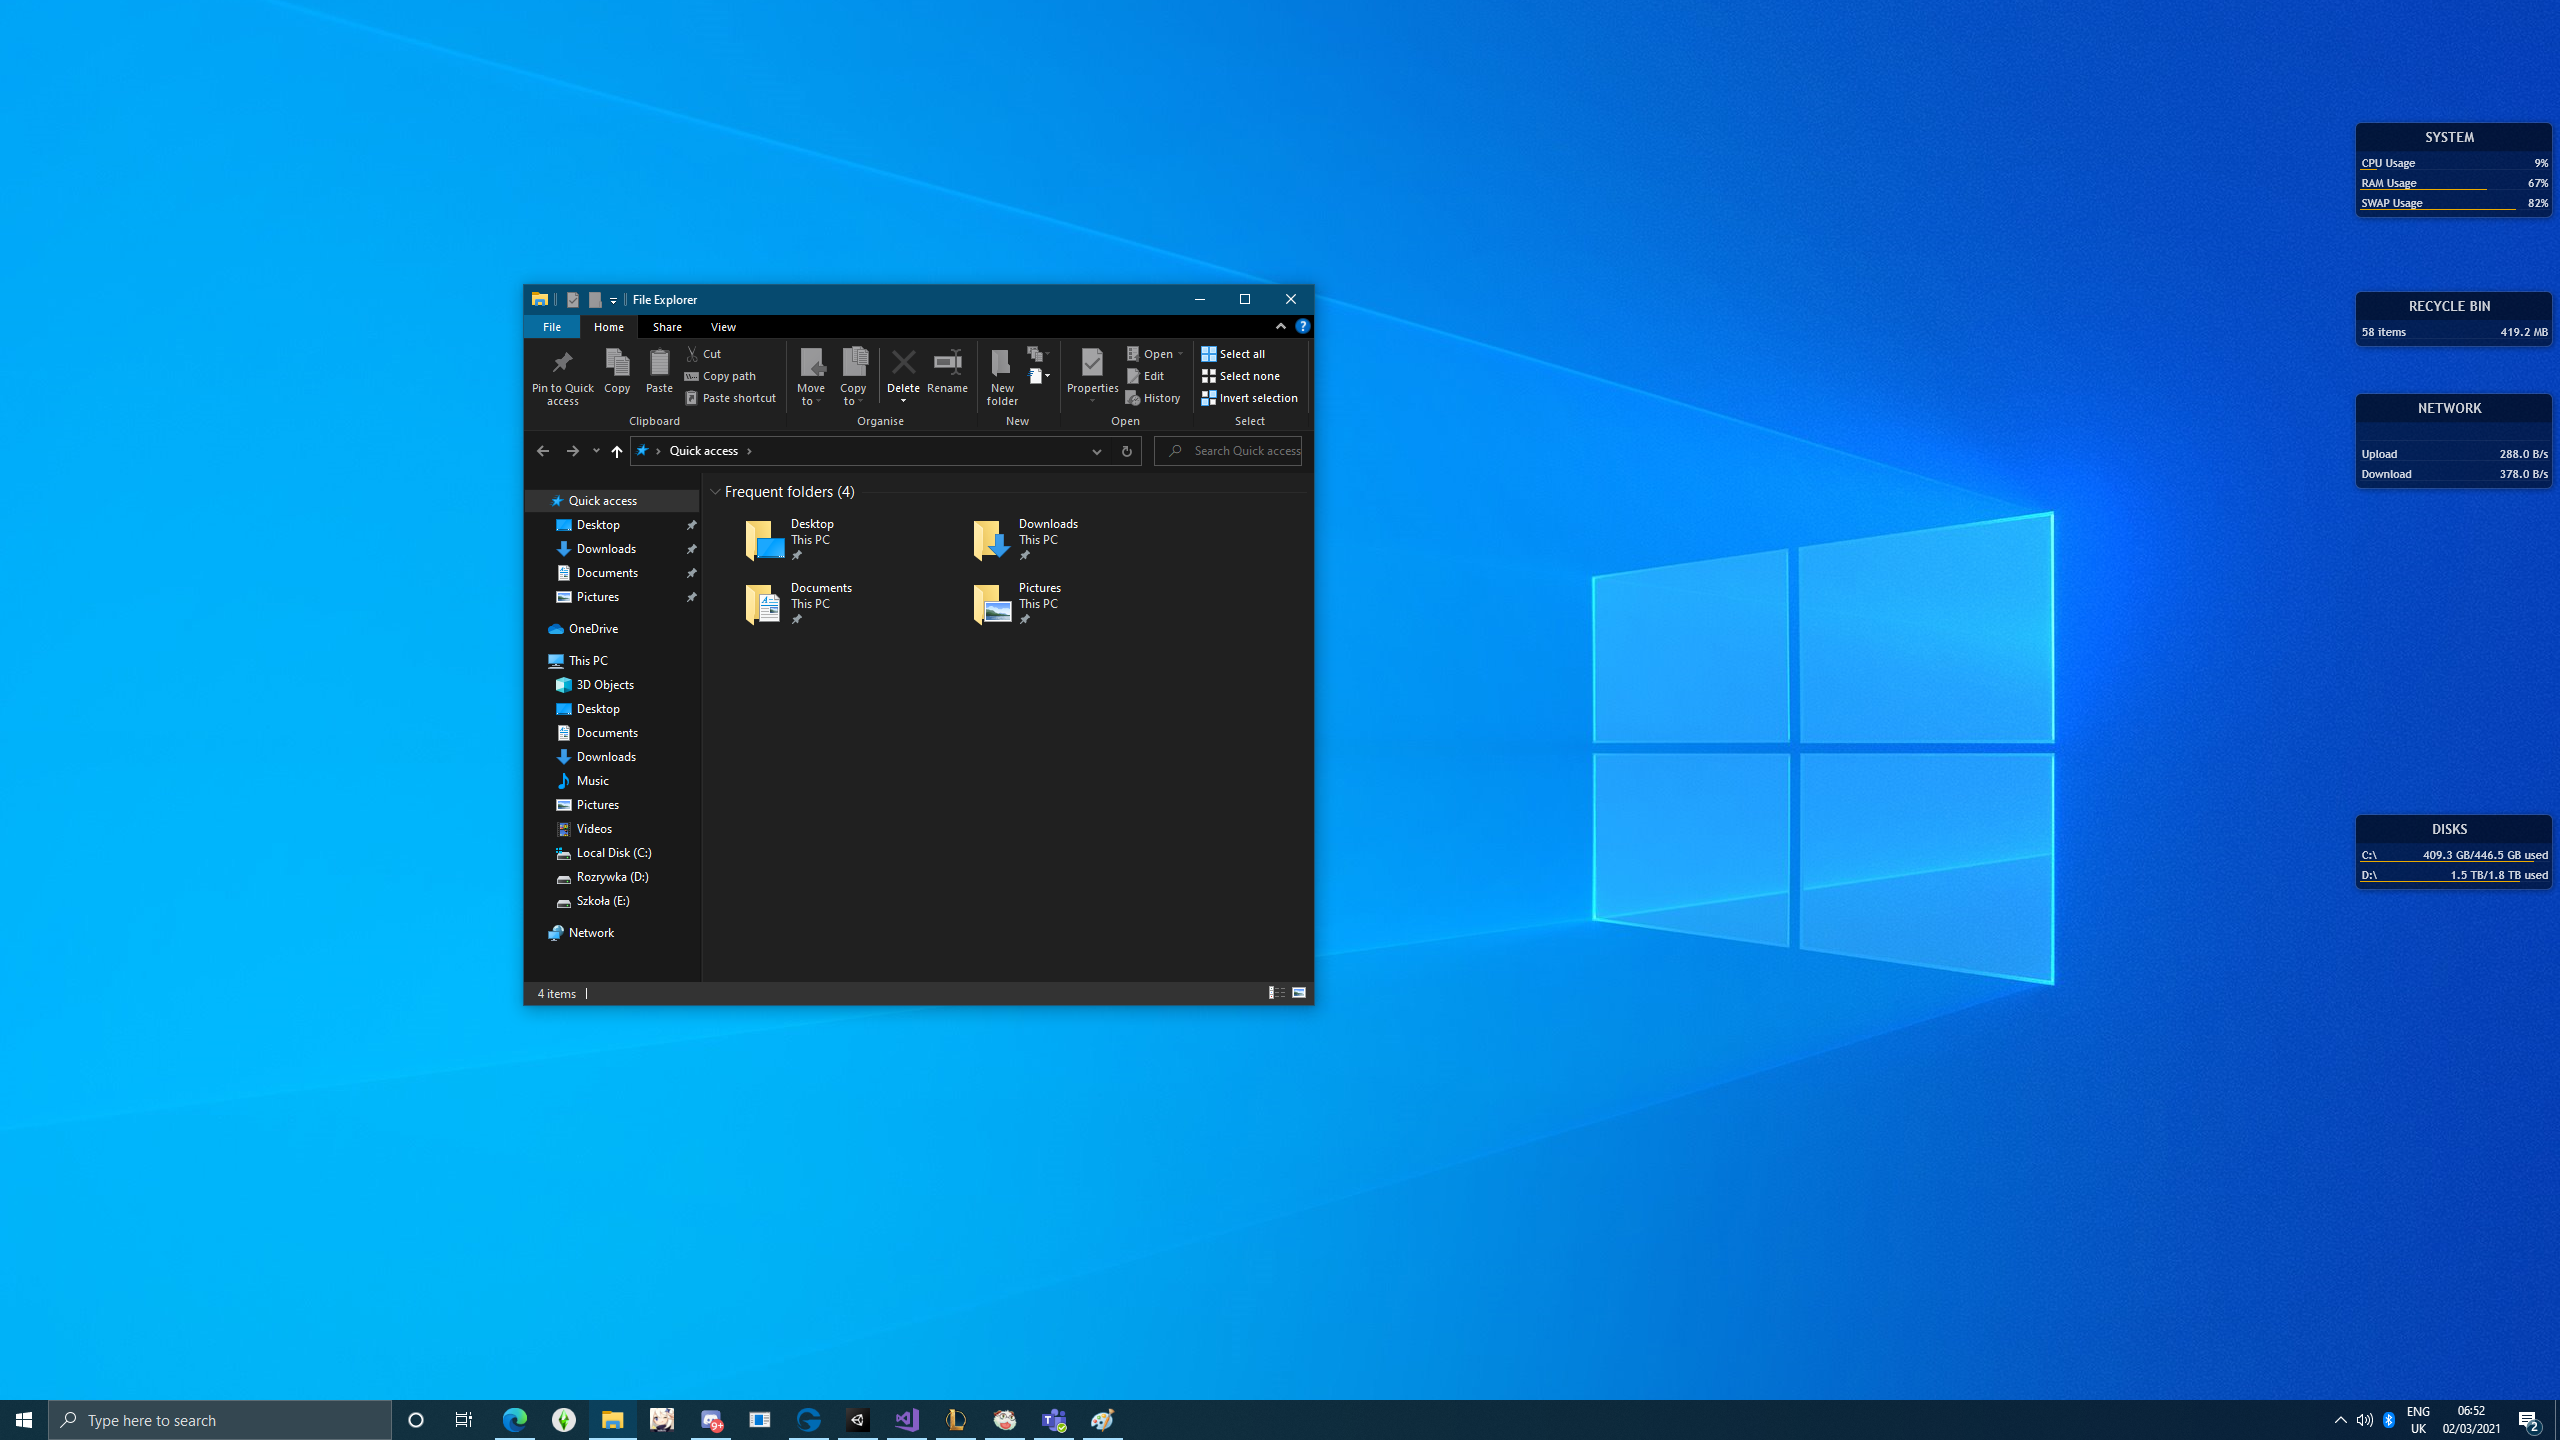 File Explorer
File Home Share View
Pin to Quick access
Copy
Paste
Cut
Copy path
Paste shortcut
Clipboard
Move to
Copy to
Delete
Rename
Organise
New folder
New
Properties
Open
Edit
History
Open
Select all
Select none
Invert selection
Select
Quick access
Search Quick access
Quick access
Desktop
Downloads
Documents
Pictures
OneDrive
This PC
3D Objects
Desktop
Documents
Downloads
Music
Pictures
Videos
Local Disk (C:)
Rozrywka (D:)
Szkoła (E:)
Network
Frequent folders (4)
Desktop
This PC
Downloads
This PC
Documents
This PC
Pictures
This PC
4 items
SYSTEM
CPU Usage 9%
RAM Usage 67%
SWAP Usage 82%
RECYCLE BIN
58 items 419.2 MB
NETWORK
Upload 288.0 B/s
Download 378.0 B/s
DISKS
C:\ 409.3 GB/446.5 GB used
D:\ 1.5 TB/1.8 TB used
Type here to search
9+
ENG
UK
06:52
02/03/2021
2